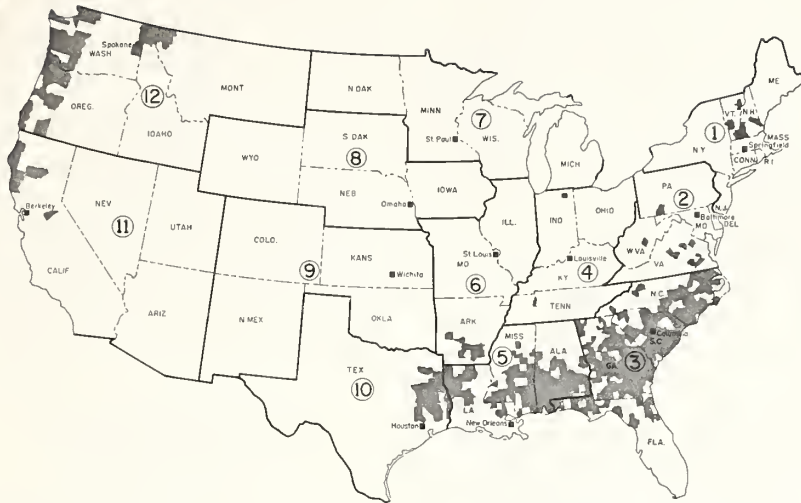 Spokane
WASH
MONT
N DAK
MINN
ME
VT.
N.H.
12
7
1
OREG.
IDAHO
S DAK
St. Paul
WIS.
N Y
MASS
Springfield
CONN
R I
WYO
8
MICH
NEB
IOWA
PA
2
N.J.
Omaha
Baltimore
MD
DEL
NEV
ILL.
IND
OHIO
Berkeley
11
UTAH
COLO.
W VA
VA
KANS
St. Louis
MO
Louisville
CALIF
9
Wichita
6
KY
4
N.C.
TENN
ARIZ
N.MEX
OKLA
ARK
Columbia
S.C.
MISS
ALA
5
GA
3
TEX
10
LA
Houston
New Orleans
FLA.